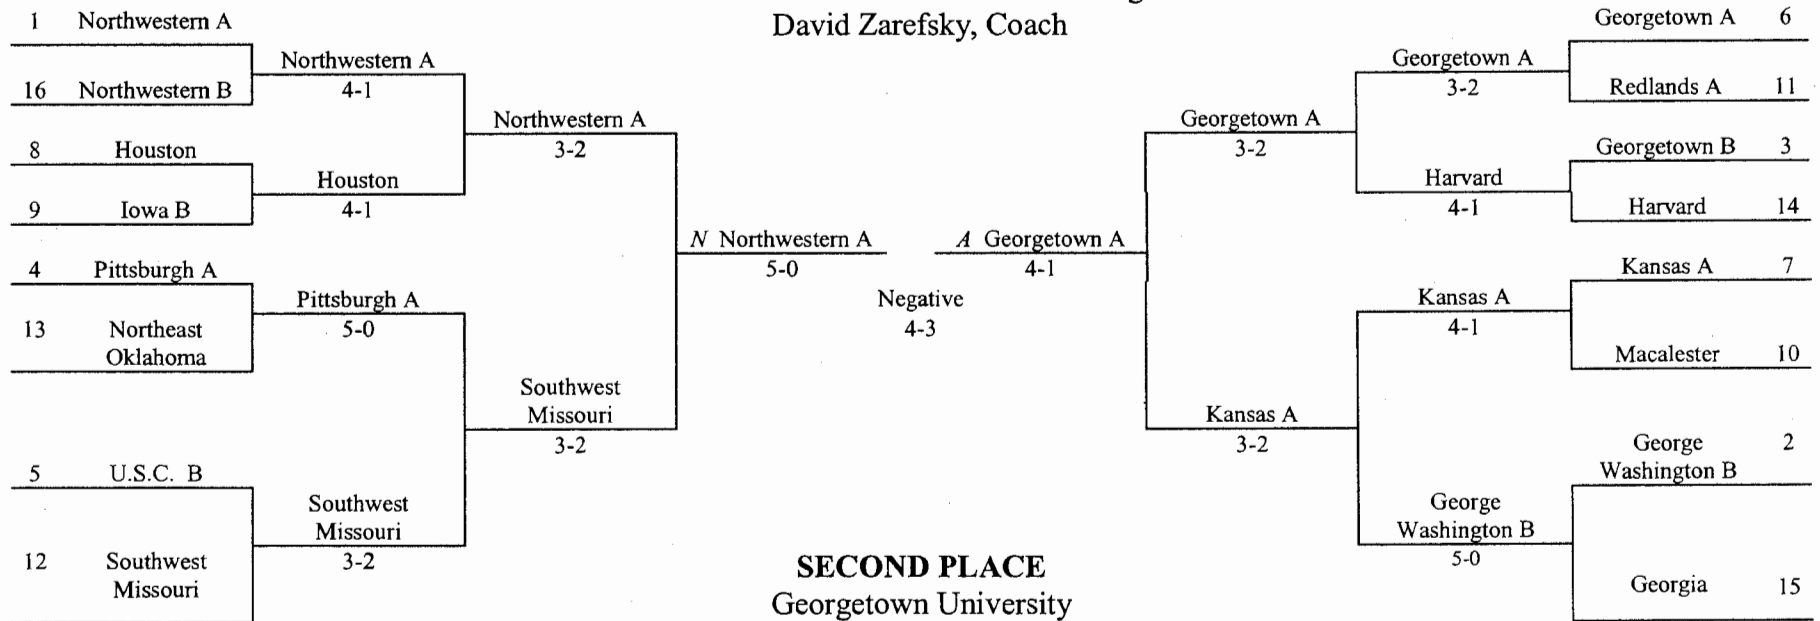 David Zarefsky, Coach
1 Northwestern A
16 Northwestern B
8 Houston
9 Iowa B
4 Pittsburgh A
13 Northeast
Oklahoma
5 U.S.C. B
12 Southwest
Missouri
Northwestern A
4-1
Houston
4-1
Pittsburgh A
5-0
Southwest
Missouri
3-2
Northwestern A
3-2
Southwest
Missouri
3-2
N Northwestern A
5-0
Negative
4-3
A Georgetown A
4-1
Georgetown A
3-2
Kansas A
3-2
Georgetown A
3-2
Harvard
4-1
Kansas A
4-1
George
Washington B
5-0
Georgetown A 6
Redlands A 11
Georgetown B 3
Harvard 14
Kansas A 7
Macalester 10
George 2
Washington B
Georgia 15
SECOND PLACE
Georgetown University